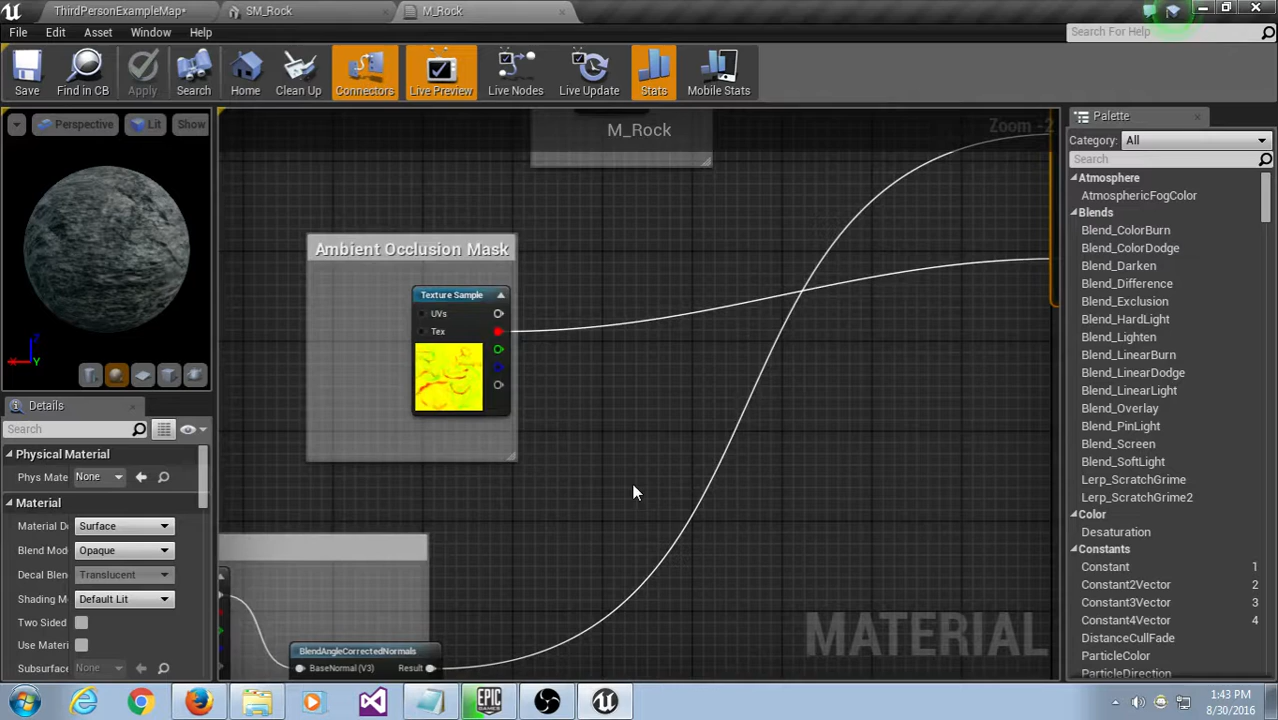 ThirdPersonExampleMap*
SM_Rock
M_Rock
File Edit Asset Window Help
Search For Help
Save
Find in CB
Apply
Search
Home
Clean Up
Connectors
Live Preview
Live Nodes
Live Update
Stats
Mobile Stats
Perspective
Lit
Show
M_Rock
Zoom -2
Palette
Category: All
Search
Atmosphere
AtmosphericFogColor
Blends
Blend_ColorBurn
Blend_ColorDodge
Blend_Darken
Blend_Difference
Blend_Exclusion
Blend_HardLight
Blend_Lighten
Blend_LinearBurn
Blend_LinearDodge
Blend_LinearLight
Blend_Overlay
Blend_PinLight
Blend_Screen
Blend_SoftLight
Lerp_ScratchGrime
Lerp_ScratchGrime2
Color
Desaturation
Constants
Constant 1
Constant2Vector 2
Constant3Vector 3
Constant4Vector 4
DistanceCullFade
ParticleColor
ParticleDirection
Ambient Occlusion Mask
Texture Sample
UVs
Tex
Z
Y
Details
Search
Physical Material
Phys Mate None
Material
Material Do Surface
Blend Mod Opaque
Decal Blen Translucent
Shading M Default Lit
Two Sided
Use Materi
Subsurfac None
BlendAngleCorrectedNormals
BaseNormal (V3) Result
MATERIAL
EPIC
GAMES
1:43 PM
8/30/2016